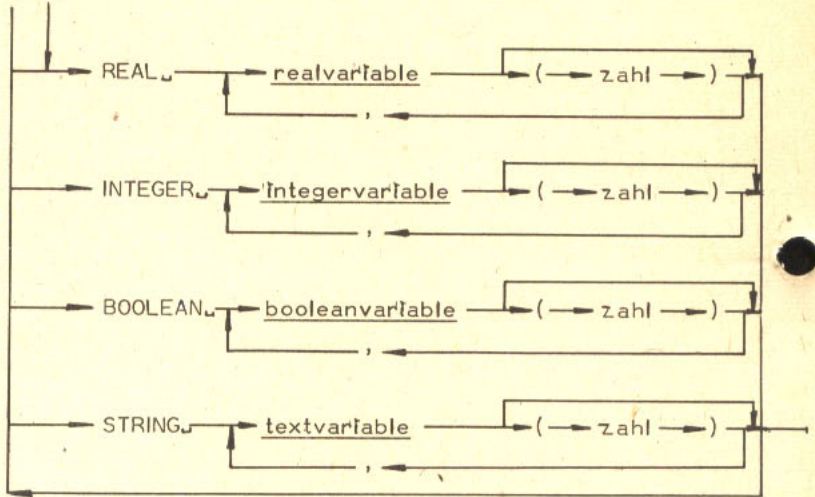 REAL␣ realvariable ( zahl )
,
INTEGER␣ integervariable ( zahl )
,
BOOLEAN␣ booleanvariable ( zahl )
,
STRING␣ textvariable ( zahl )
,